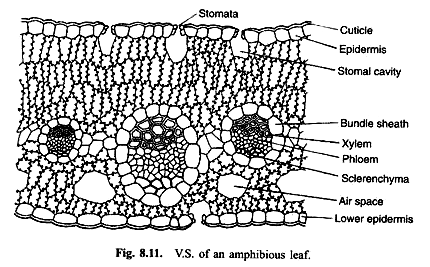 Stomata
Cuticle
Epidermis
Stomal cavity
Bundle sheath
Xylem
Phloem
Sclerenchyma
Air space
Lower epidermis
Fig. 8.11. V.S. of an amphibious leaf.